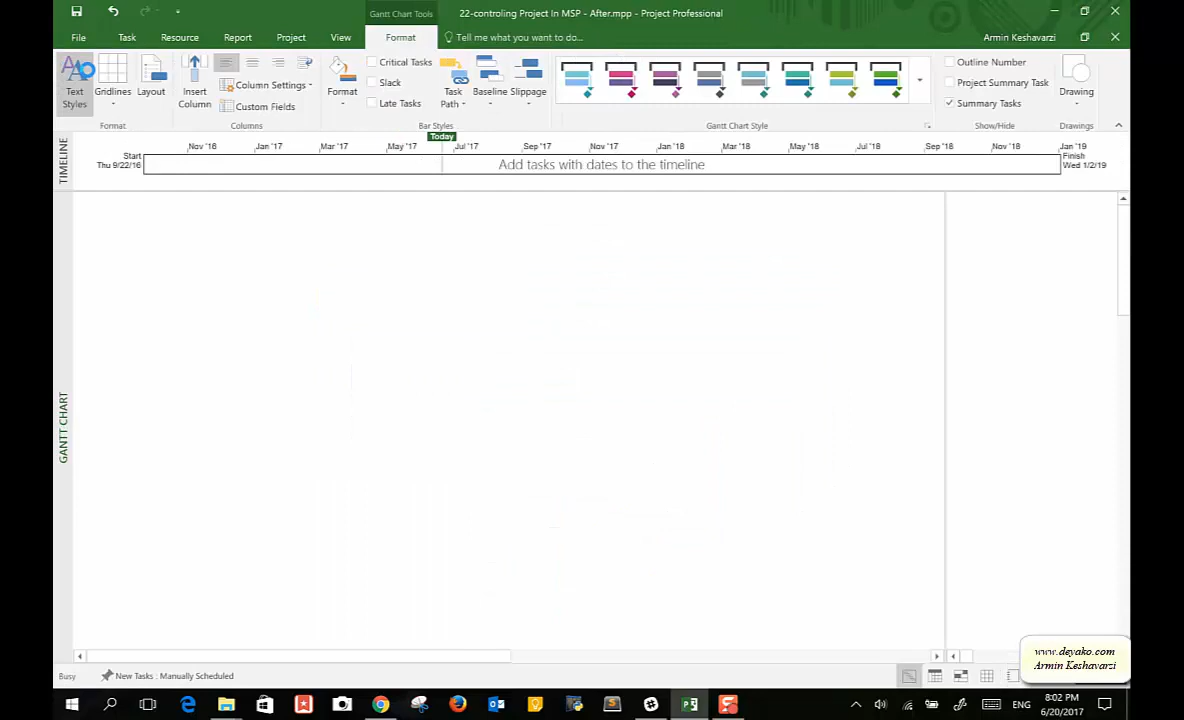 Gantt Chart Tools
22-controling Project In MSP - After.mpp - Project Professional
File Task Resource Report Project View Format Tell me what you want to do... Armin Keshavarzi
Text Styles
Gridlines
Layout
Format
Insert Column
Column Settings
Custom Fields
Columns
Format
Critical Tasks
Slack
Late Tasks
Task Path
Baseline
Slippage
Bar Styles
Gantt Chart Style
Outline Number
Project Summary Task
Summary Tasks
Show/Hide
Drawing
Drawings
Today
TIMELINE
Nov '16 Jan '17 Mar '17 May '17 Jul '17 Sep '17 Nov '17 Jan '18 Mar '18 May '18 Jul '18 Sep '18 Nov '18 Jan '19
Start
Thu 9/22/16
Add tasks with dates to the timeline
Finish
Wed 1/2/19
GANTT CHART
Busy New Tasks : Manually Scheduled
www.deyako.com
Armin Keshavarzi
ENG
8:02 PM
6/20/2017